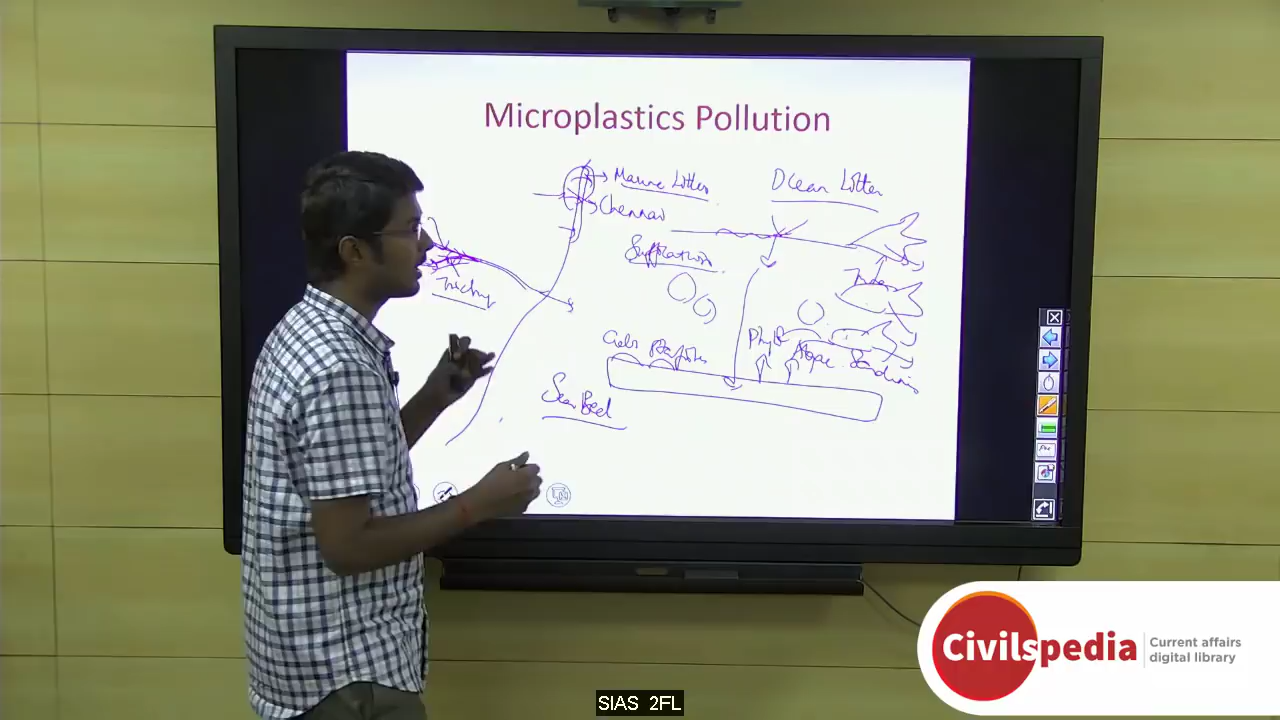 Microplastics Pollution
Marine Litter
Ocean Litter
Chennai
Suffocation
Trichy
Phyto
Algae
Sea Bed
Civilspedia
Current affairs
digital library
SIAS 2FL